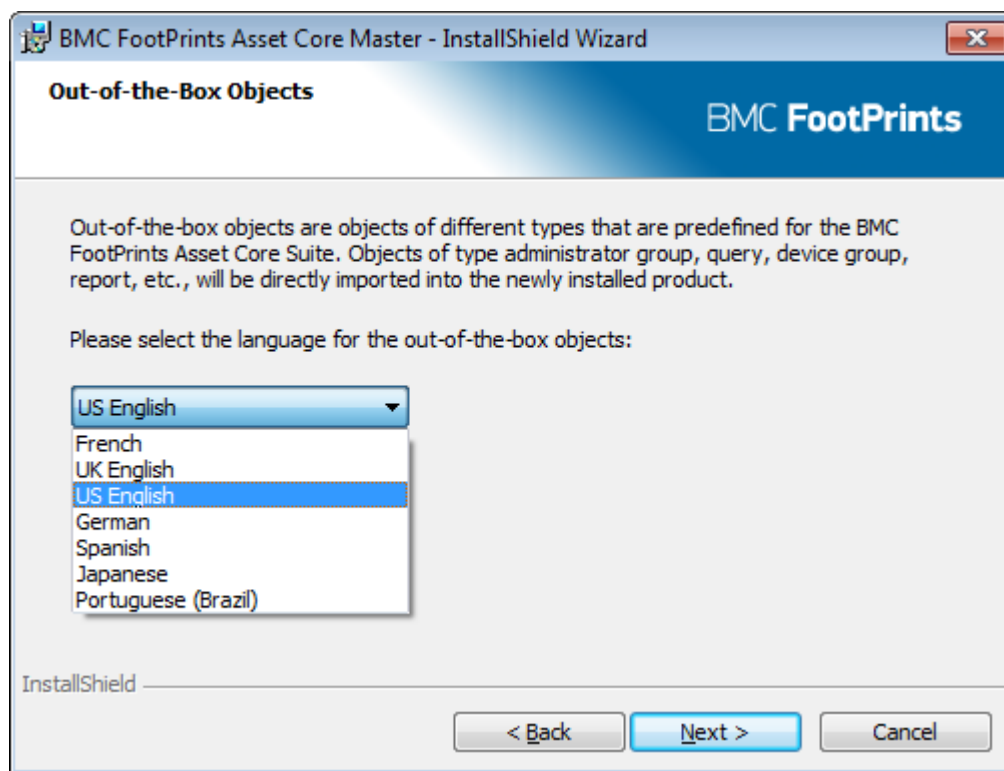 BMC FootPrints Asset Core Master - InstallShield Wizard
Out-of-the-Box Objects
BMC FootPrints
Out-of-the-box objects are objects of different types that are predefined for the BMC
FootPrints Asset Core Suite. Objects of type administrator group, query, device group,
report, etc., will be directly imported into the newly installed product.
Please select the language for the out-of-the-box objects:
US English
French
UK English
US English
German
Spanish
Japanese
Portuguese (Brazil)
InstallShield
< Back
Next >
Cancel